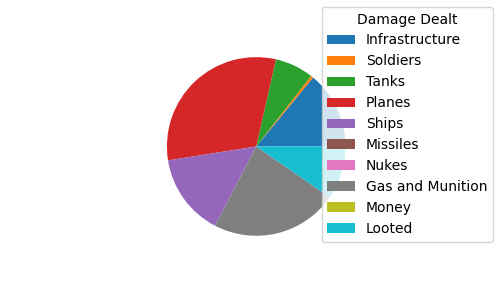 Damage Dealt
Infrastructure
Soldiers
Tanks
Planes
Ships
Missiles
Nukes
Gas and Munition
Money
Looted